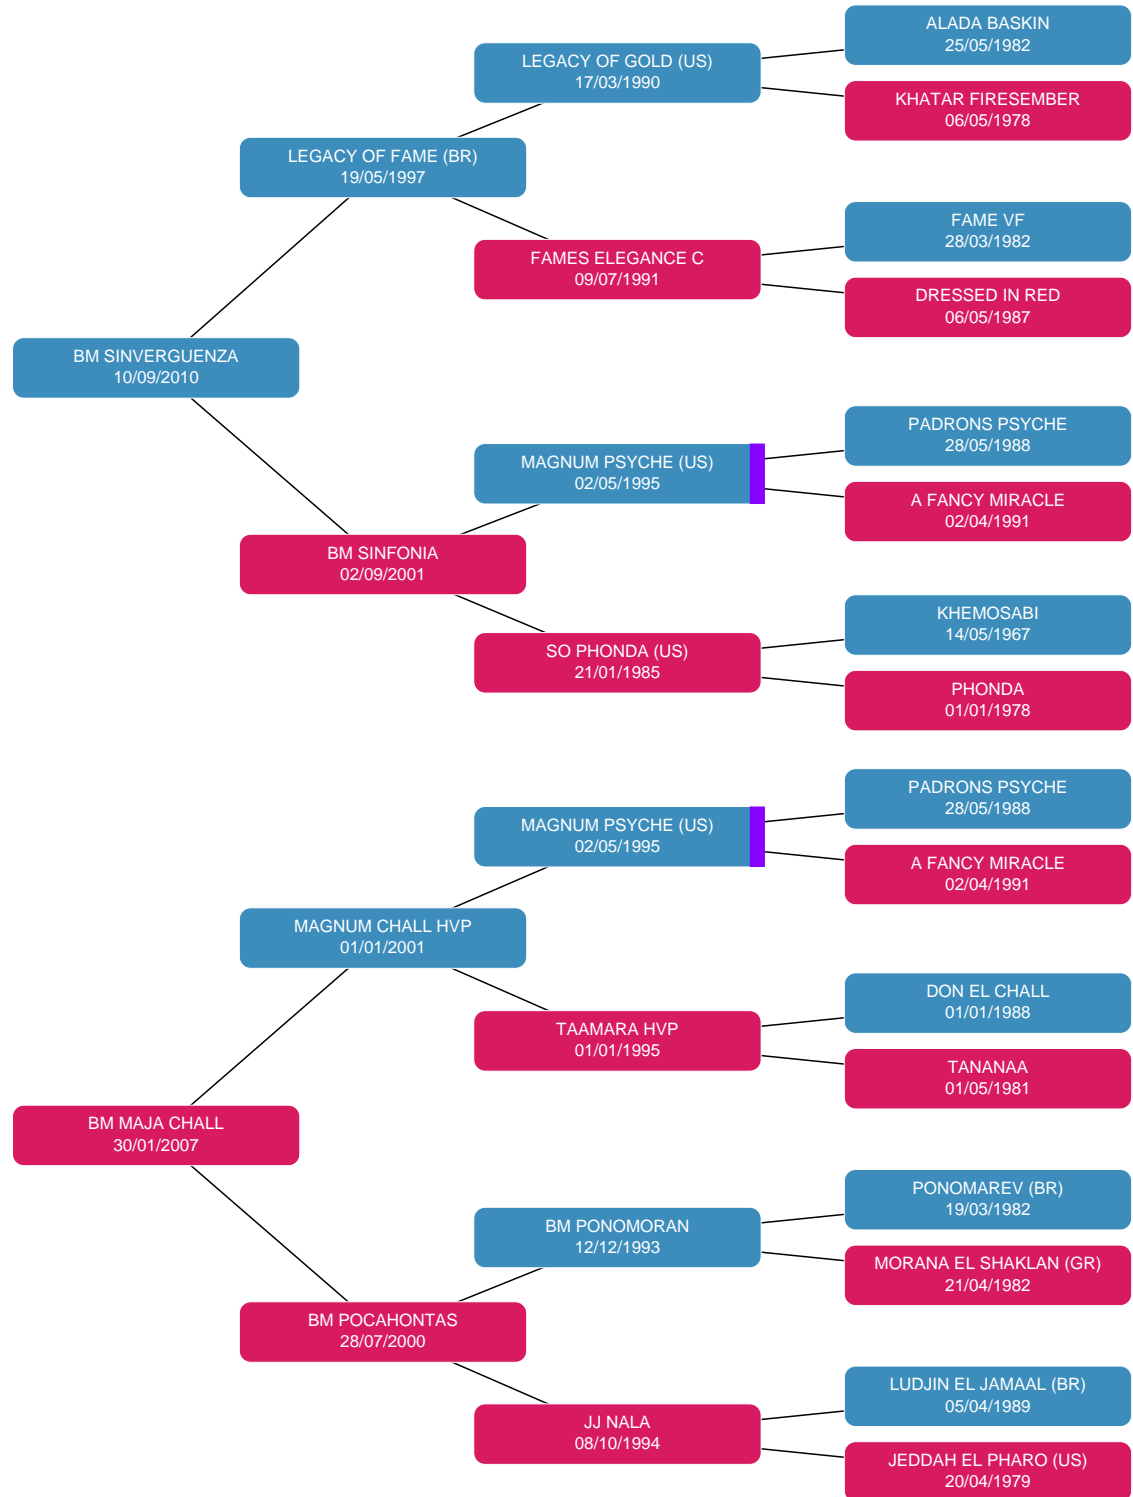 ALADA BASKIN
25/05/1982
LEGACY OF GOLD (US)
17/03/1990
KHATAR FIRESEMBER
06/05/1978
LEGACY OF FAME (BR)
19/05/1997
FAME VF
28/03/1982
FAMES ELEGANCE C
09/07/1991
DRESSED IN RED
06/05/1987
BM SINVERGUENZA
10/09/2010
PADRONS PSYCHE
28/05/1988
MAGNUM PSYCHE (US)
02/05/1995
A FANCY MIRACLE
02/04/1991
BM SINFONIA
02/09/2001
KHEMOSABI
14/05/1967
SO PHONDA (US)
21/01/1985
PHONDA
01/01/1978
PADRONS PSYCHE
28/05/1988
MAGNUM PSYCHE (US)
02/05/1995
A FANCY MIRACLE
02/04/1991
MAGNUM CHALL HVP
01/01/2001
DON EL CHALL
01/01/1988
TAAMARA HVP
01/01/1995
TANANAA
01/05/1981
BM MAJA CHALL
30/01/2007
PONOMAREV (BR)
19/03/1982
BM PONOMORAN
12/12/1993
MORANA EL SHAKLAN (GR)
21/04/1982
BM POCAHONTAS
28/07/2000
LUDJIN EL JAMAAL (BR)
05/04/1989
JJ NALA
08/10/1994
JEDDAH EL PHARO (US)
20/04/1979